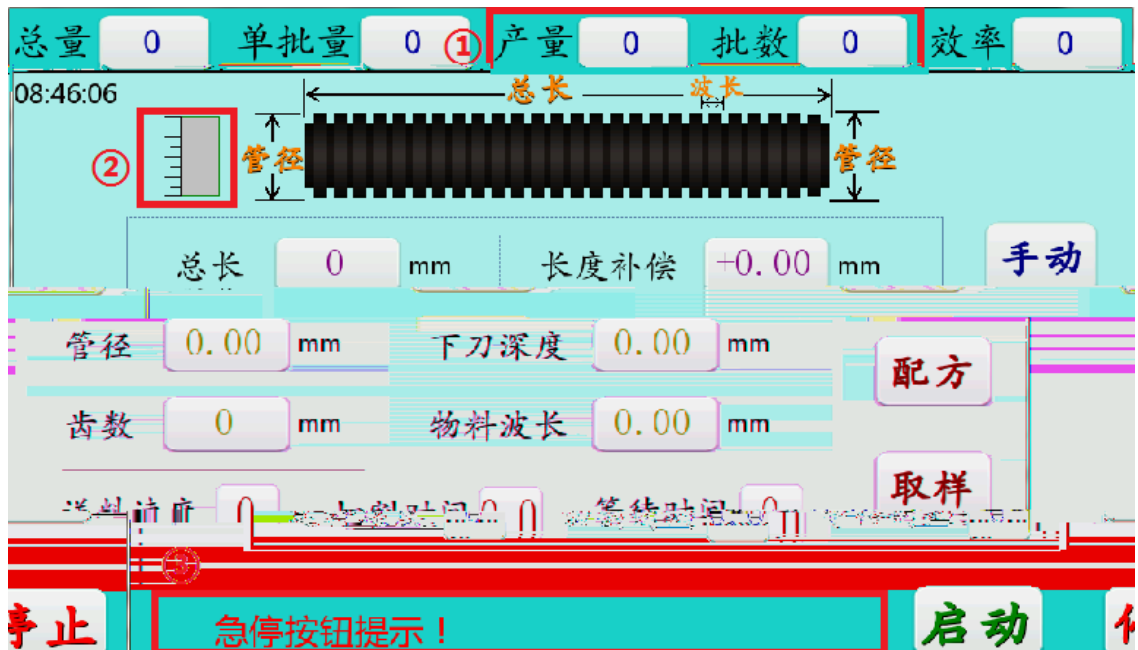 总量 0 单批量 0 ① 产量 0 批数 0 效率 0
08:46:06 总长 波长
② 管径 管径
总长 0 mm 长度补偿 +0.00 mm 手动
管径 0.00 mm 下刀深度 0.00 mm 配方
齿数 0 mm 物料波长 0.00 mm
取样
③
停止 急停按钮提示！ 启动